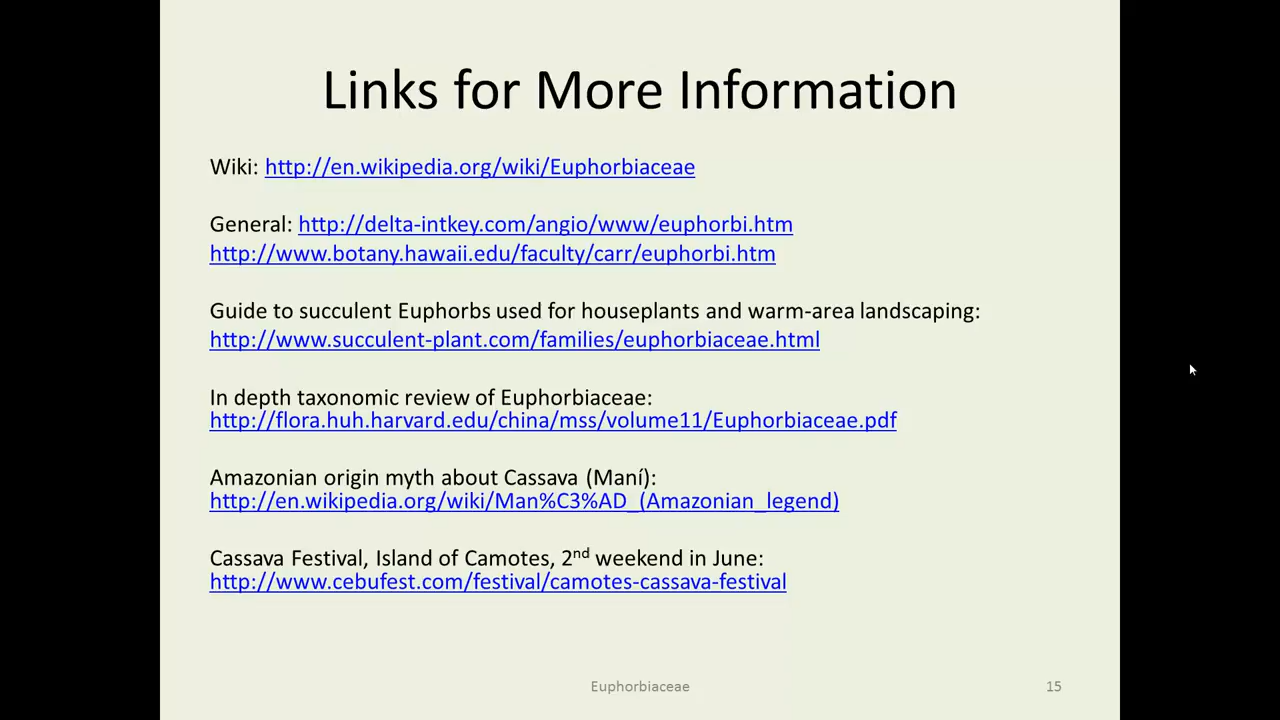 Links for More Information
Wiki: http://en.wikipedia.org/wiki/Euphorbiaceae
General: http://delta-intkey.com/angio/www/euphorbi.htm
http://www.botany.hawaii.edu/faculty/carr/euphorbi.htm
Guide to succulent Euphorbs used for houseplants and warm-area landscaping:
http://www.succulent-plant.com/families/euphorbiaceae.html
In depth taxonomic review of Euphorbiaceae:
http://flora.huh.harvard.edu/china/mss/volume11/Euphorbiaceae.pdf
Amazonian origin myth about Cassava (Maní):
http://en.wikipedia.org/wiki/Man%C3%AD_(Amazonian_legend)
Cassava Festival, Island of Camotes, 2nd weekend in June:
http://www.cebufest.com/festival/camotes-cassava-festival
Euphorbiaceae 15